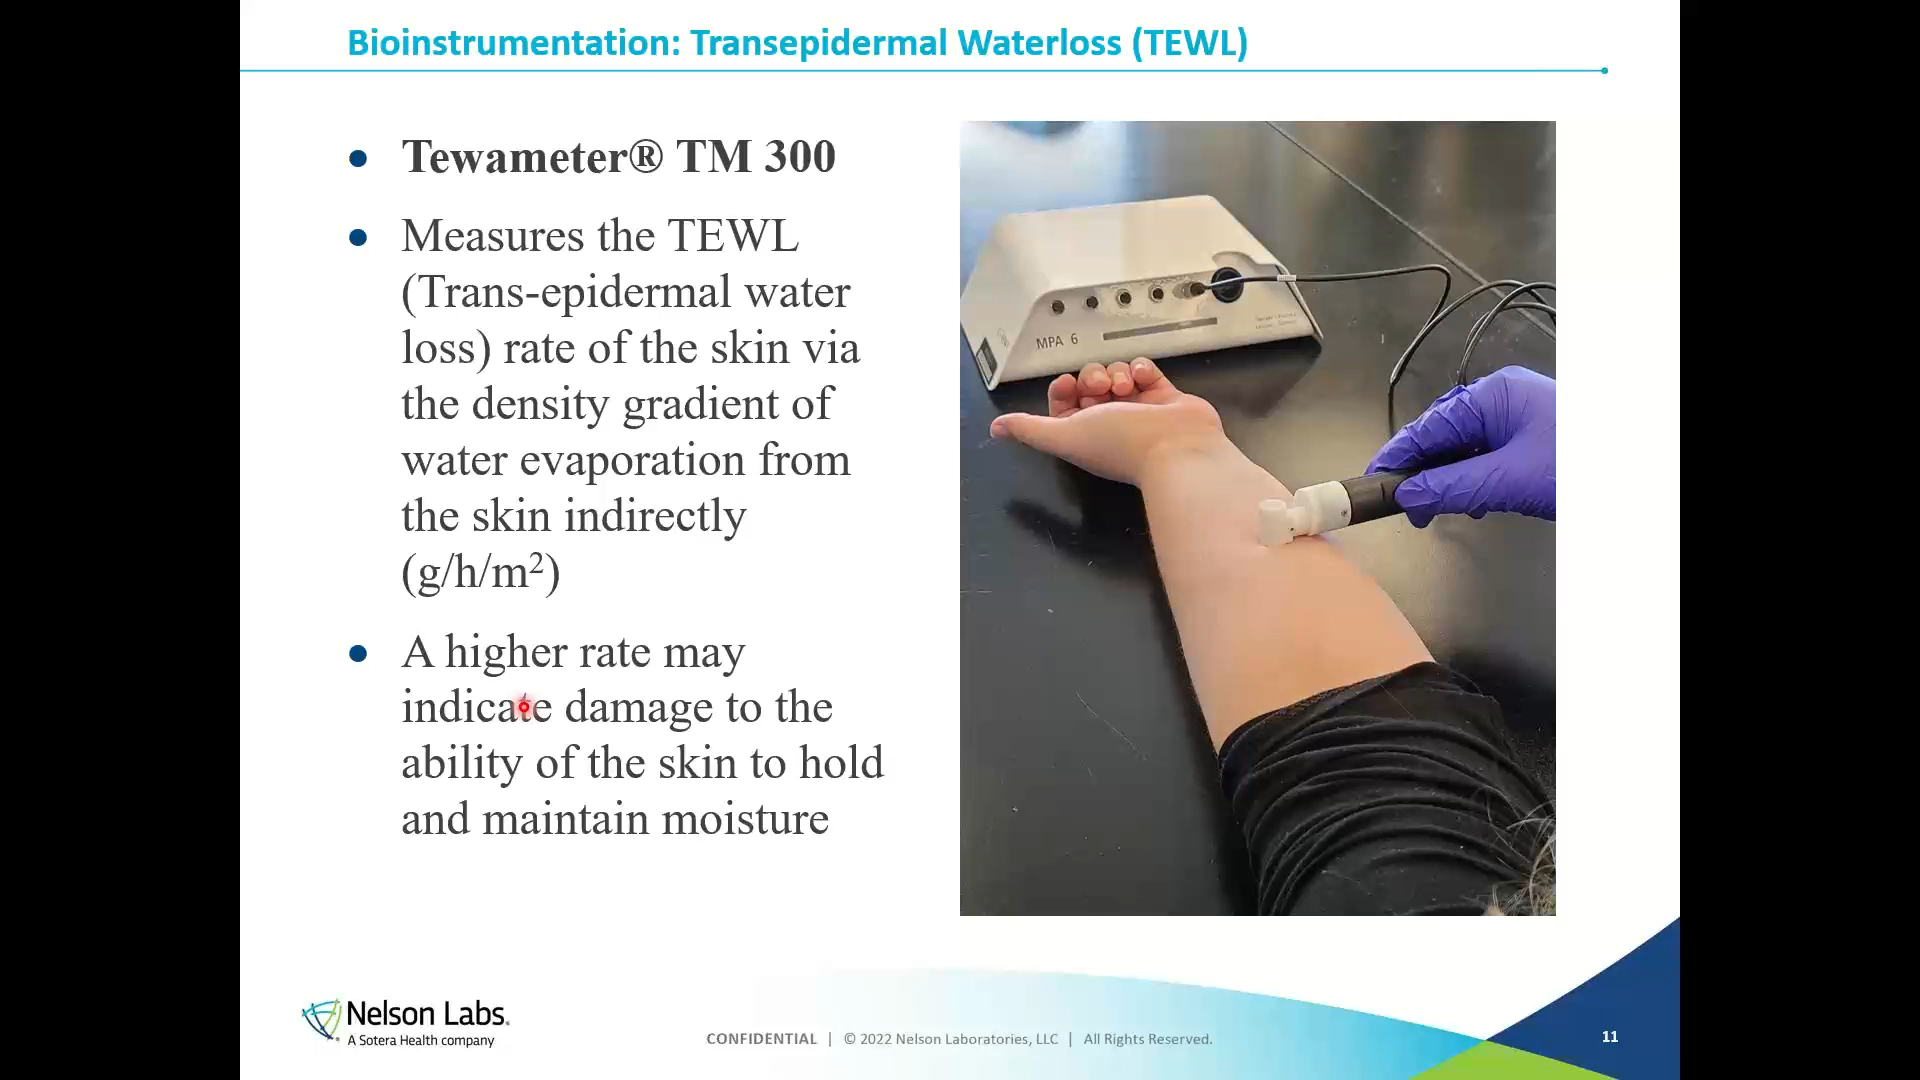 Bioinstrumentation: Transepidermal Waterloss (TEWL)
• Tewameter® TM 300
• Measures the TEWL
(Trans-epidermal water
loss) rate of the skin via
the density gradient of
water evaporation from
the skin indirectly
(g/h/m²)
• A higher rate may
indicate damage to the
ability of the skin to hold
and maintain moisture
MPA 6
Nelson Labs.
A Sotera Health company
CONFIDENTIAL | © 2022 Nelson Laboratories, LLC | All Rights Reserved.
11